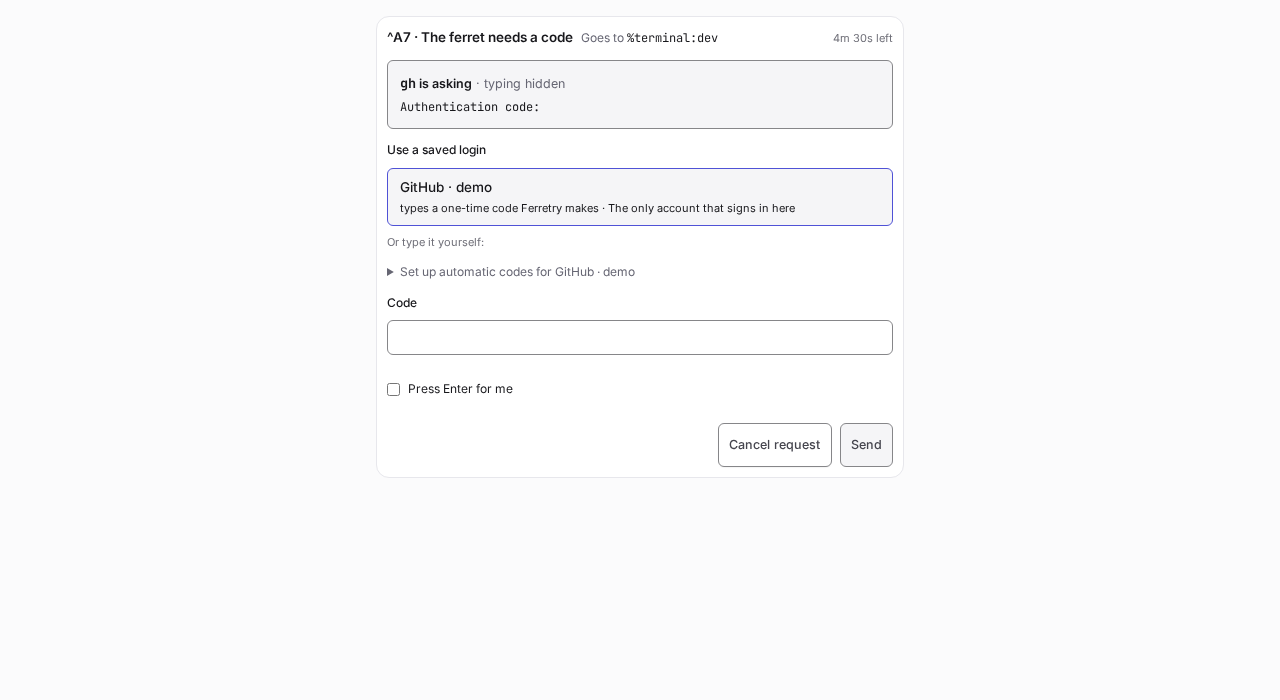 ^A7 · The ferret needs a code Goes to %terminal:dev 4m 30s left
gh is asking · typing hidden
Authentication code:
Use a saved login
GitHub · demo
types a one-time code Ferretry makes · The only account that signs in here
Or type it yourself:
Set up automatic codes for GitHub · demo
Code
Press Enter for me
Cancel request Send